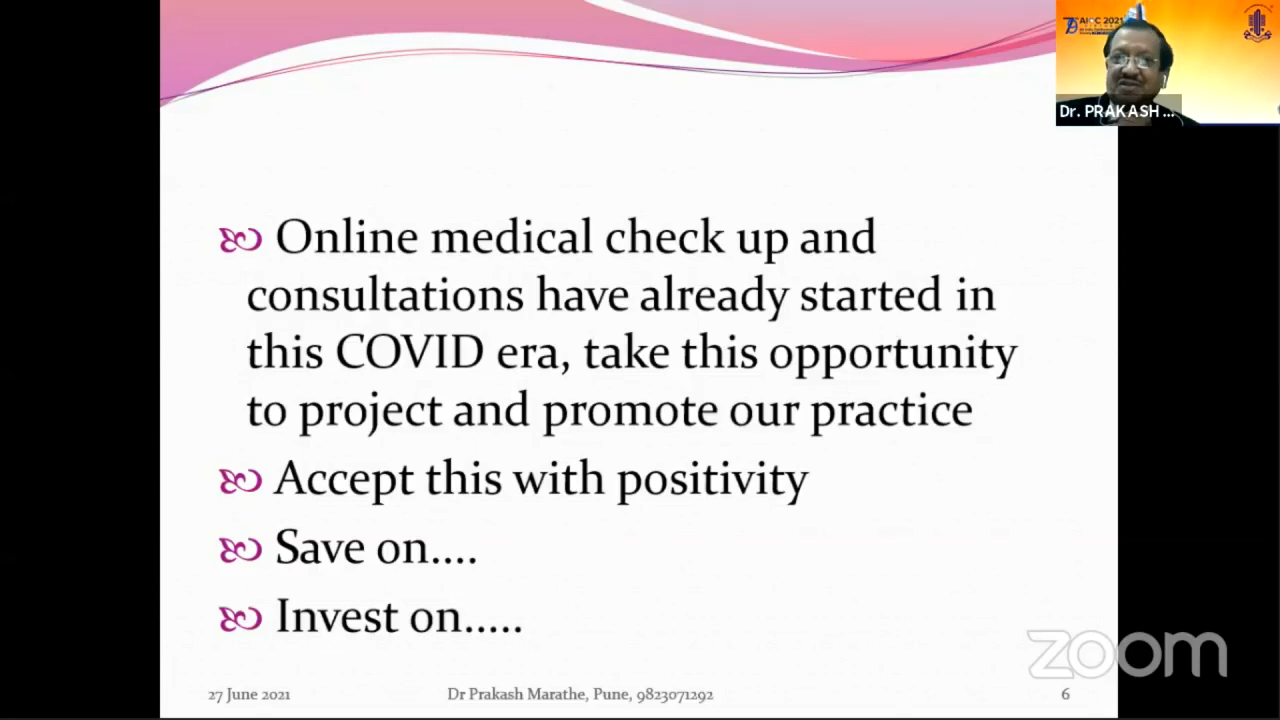 AIOC 2021
Dr. PRAKASH ...
Online medical check up and
consultations have already started in
this COVID era, take this opportunity
to project and promote our practice
Accept this with positivity
Save on....
Invest on.....
zoom
27 June 2021 Dr Prakash Marathe, Pune, 9823071292 6